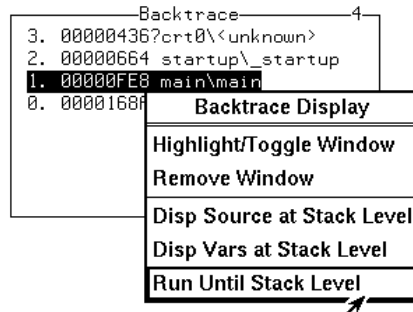 Backtrace 4
3. 00000436?crt0\<unknown>
2. 00000664 startup\_startup
1. 00000FE8 main\main
0. 0000168F
Backtrace Display
Highlight/Toggle Window
Remove Window
Disp Source at Stack Level
Disp Vars at Stack Level
Run Until Stack Level